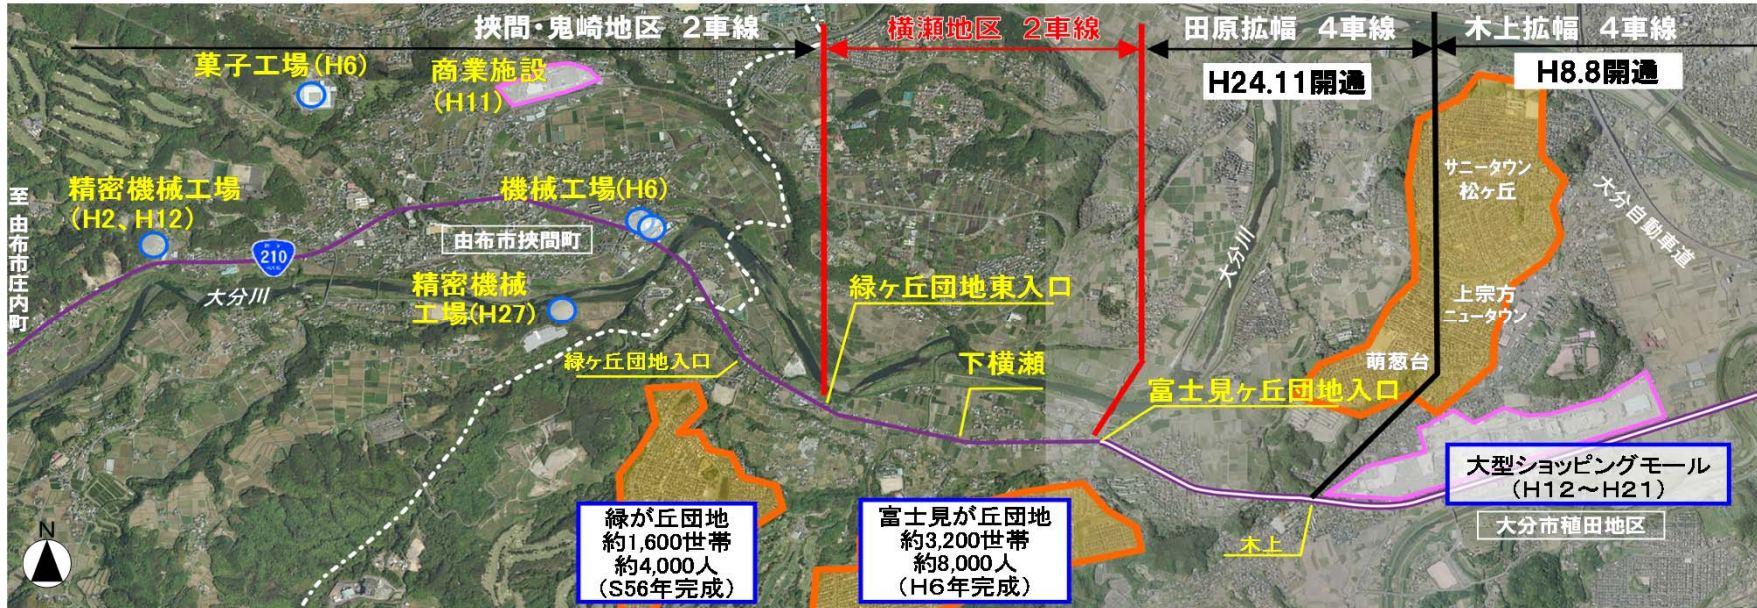 挾間・鬼崎地区 2車線
横瀬地区 2車線
田原拡幅 4車線
木上拡幅 4車線
H24.11開通
H8.8開通
菓子工場(H6)
商業施設
(H11)
精密機械工場
(H2、H12)
機械工場(H6)
由布市挾間町
210
大分川
精密機械
工場(H27)
至 由布市庄内町
緑ヶ丘団地入口
緑ヶ丘団地東入口
下横瀬
富士見ヶ丘団地入口
大分川
サニータウン
松ヶ丘
大分自動車道
上宗方
ニュータウン
萌葱台
緑が丘団地
約1,600世帯
約4,000人
(S56年完成)
富士見が丘団地
約3,200世帯
約8,000人
(H6年完成)
木上
大型ショッピングモール
(H12～H21)
大分市稙田地区
N